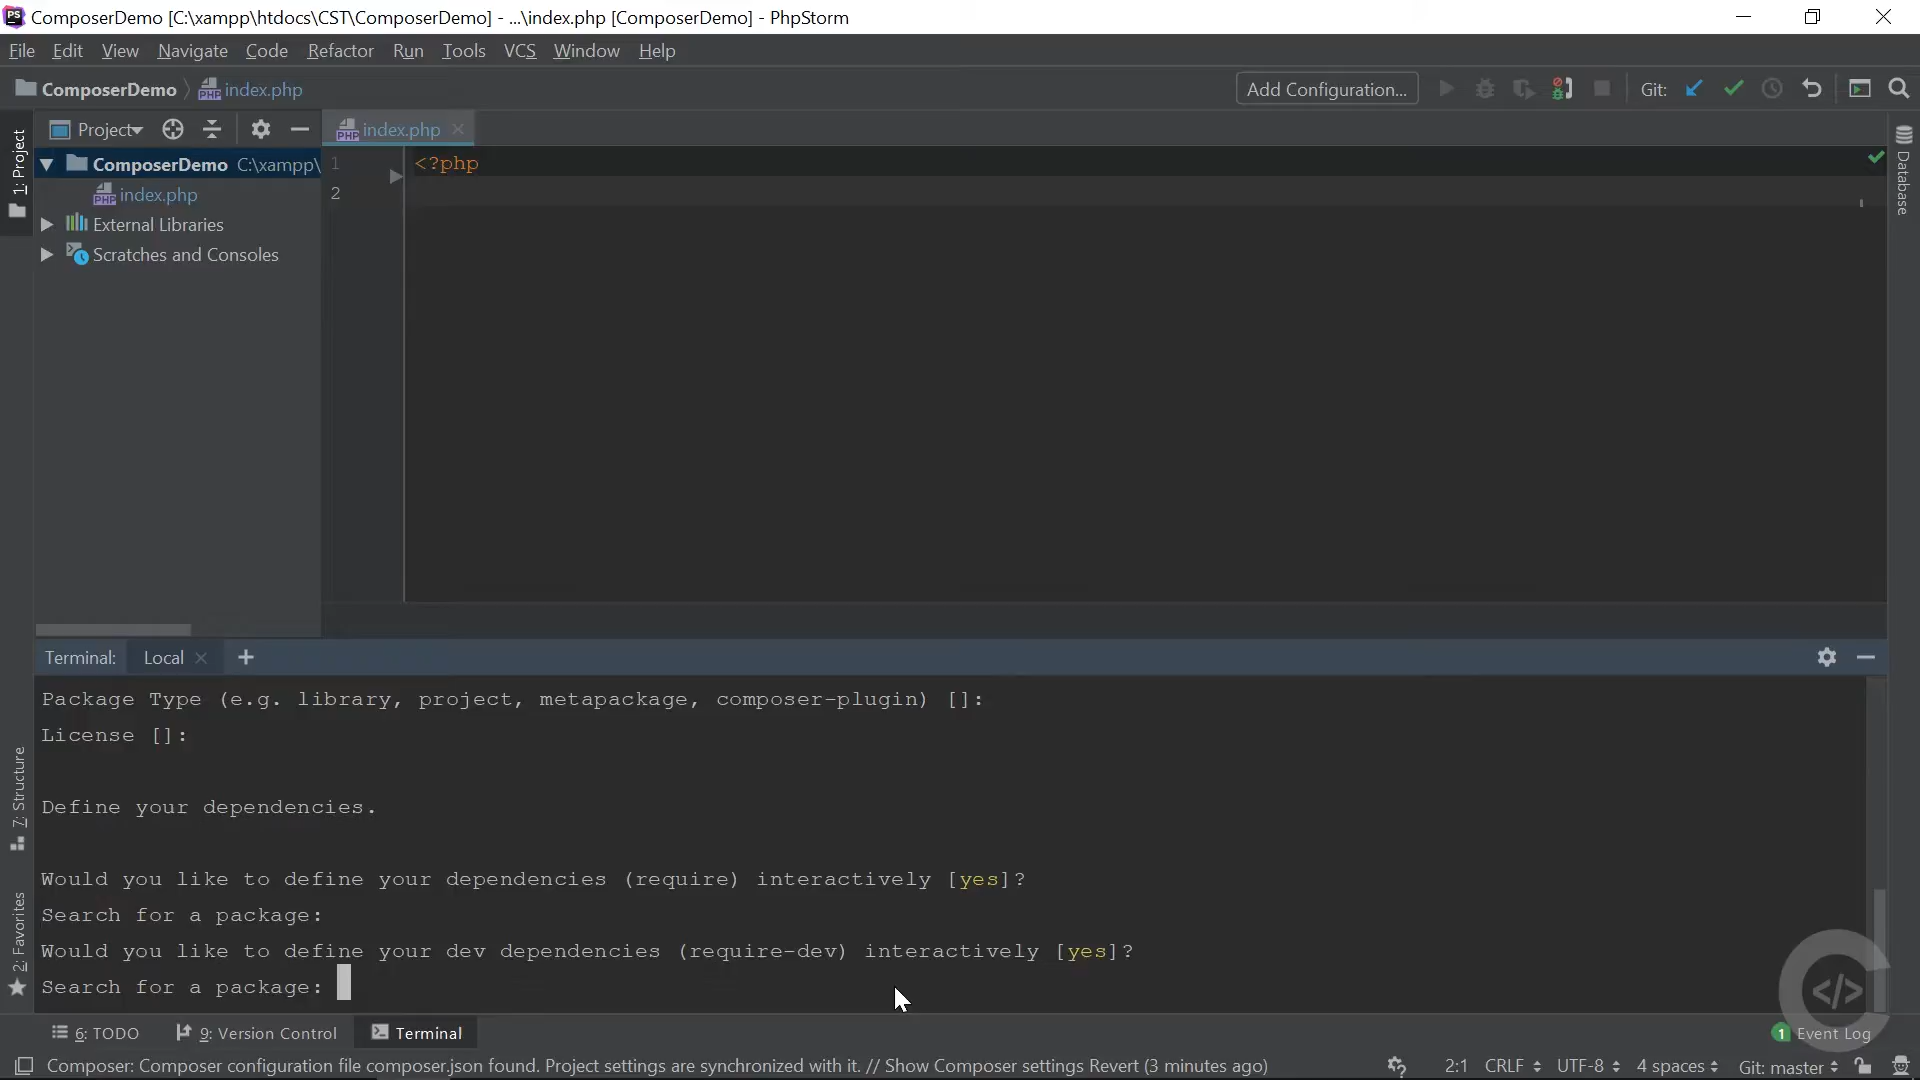 PS ComposerDemo [C:\xampp\htdocs\CST\ComposerDemo] - ...\index.php [ComposerDemo] - PhpStorm
File Edit View Navigate Code Refactor Run Tools VCS Window Help
ComposerDemo index.php Add Configuration... Git:
1: Project
Project
index.php
ComposerDemo C:\xampp\
index.php
External Libraries
Scratches and Consoles
1 <?php
2
Database
Terminal: Local
Package Type (e.g. library, project, metapackage, composer-plugin) []:
License []:
Define your dependencies.
Would you like to define your dependencies (require) interactively [yes]?
Search for a package:
Would you like to define your dev dependencies (require-dev) interactively [yes]?
Search for a package:
7: Structure
2: Favorites
6: TODO 9: Version Control Terminal 1 Event Log
Composer: Composer configuration file composer.json found. Project settings are synchronized with it. // Show Composer settings Revert (3 minutes ago) 2:1 CRLF UTF-8 4 spaces Git: master